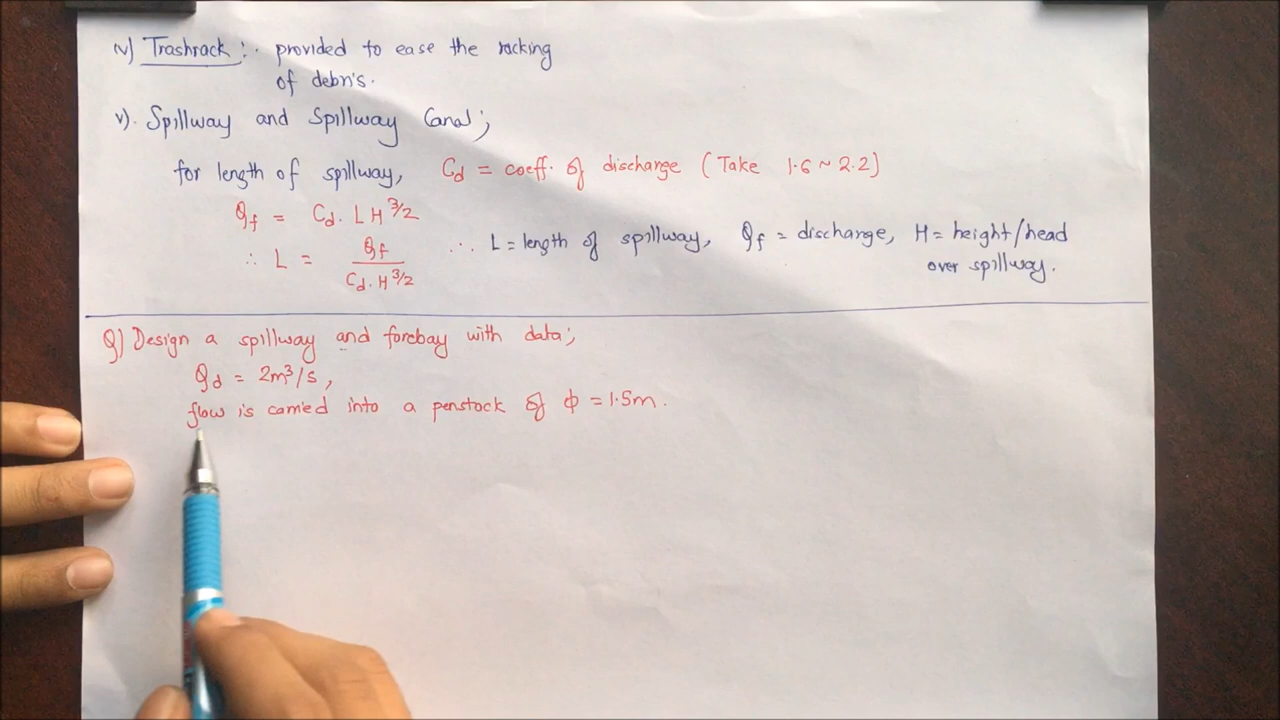 iv) Trashrack :· provided to ease the racking
of debris.
v). Spillway and Spillway Canal;
for length of spillway, Cd = coeff. of discharge (Take 1.6 ~ 2.2)
Qf = Cd. L H^3/2
∴ L = Qf / Cd. H^3/2 ∵ L = length of spillway, Qf = discharge, H = height/head
over spillway.
Q) Design a spillway and forebay with data;
Qd = 2m³/s,
flow is carried into a penstock of ϕ = 1.5m.